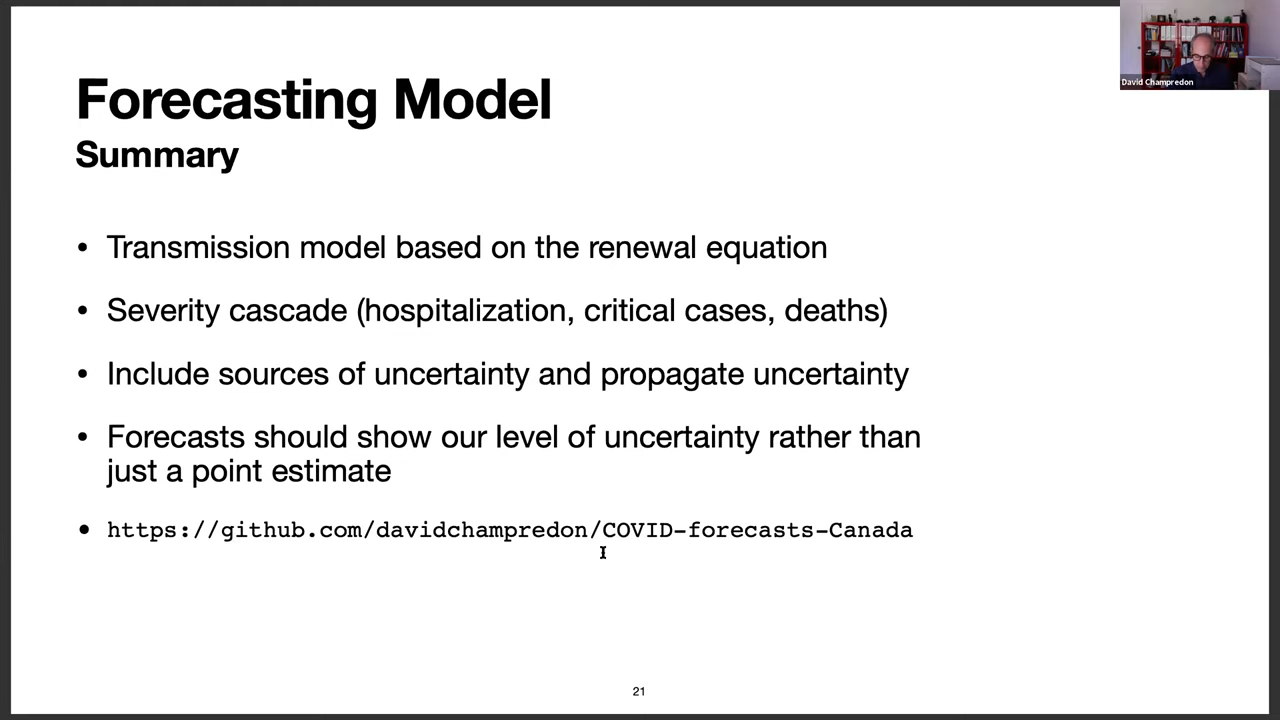 David Champredon
Forecasting Model
Summary
• Transmission model based on the renewal equation
• Severity cascade (hospitalization, critical cases, deaths)
• Include sources of uncertainty and propagate uncertainty
• Forecasts should show our level of uncertainty rather than
just a point estimate
• https://github.com/davidchampredon/COVID-forecasts-Canada
21